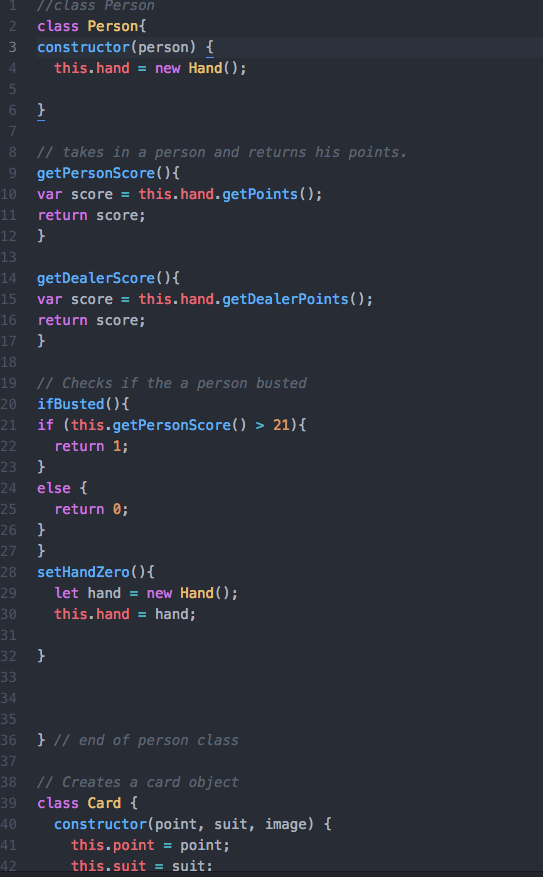 1 //class Person
2 class Person{
3 constructor(person) {
4 this.hand = new Hand();
5
6 }
7
8 // takes in a person and returns his points.
9 getPersonScore(){
10 var score = this.hand.getPoints();
11 return score;
12 }
13
14 getDealerScore(){
15 var score = this.hand.getDealerPoints();
16 return score;
17 }
18
19 // Checks if the a person busted
20 ifBusted(){
21 if (this.getPersonScore() > 21){
22 return 1;
23 }
24 else {
25 return 0;
26 }
27 }
28 setHandZero(){
29 let hand = new Hand();
30 this.hand = hand;
31
32 }
33
34
35
36 } // end of person class
37
38 // Creates a card object
39 class Card {
40 constructor(point, suit, image) {
41 this.point = point;
42 this.suit = suit;